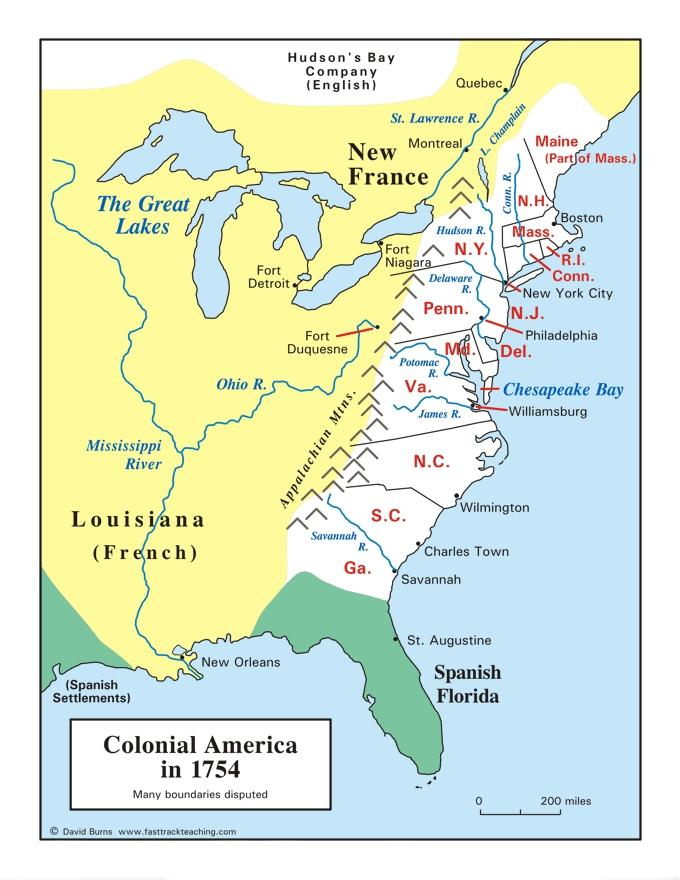 Hudson's Bay
Company
(English)
Quebec
St. Lawrence R.
L. Champlain
Montreal
New
France
Maine
(Part of Mass.)
Conn. R.
The Great
Lakes
N.H.
Boston
Hudson R.
Mass.
N.Y.
Fort
Niagara
R.I.
Conn.
Fort
Detroit
Delaware
R.
New York City
Penn.
N.J.
Philadelphia
Fort
Duquesne
Md.
Del.
Potomac
R.
Ohio R.
Va.
Chesapeake Bay
James R.
Williamsburg
Appalachian Mtns.
Mississippi
River
N.C.
Wilmington
Louisiana
(French)
S.C.
Savannah
R.
Charles Town
Ga.
Savannah
St. Augustine
New Orleans
Spanish
Florida
(Spanish
Settlements)
Colonial America
in 1754
Many boundaries disputed
0 200 miles
© David Burns www.fasttrackteaching.com